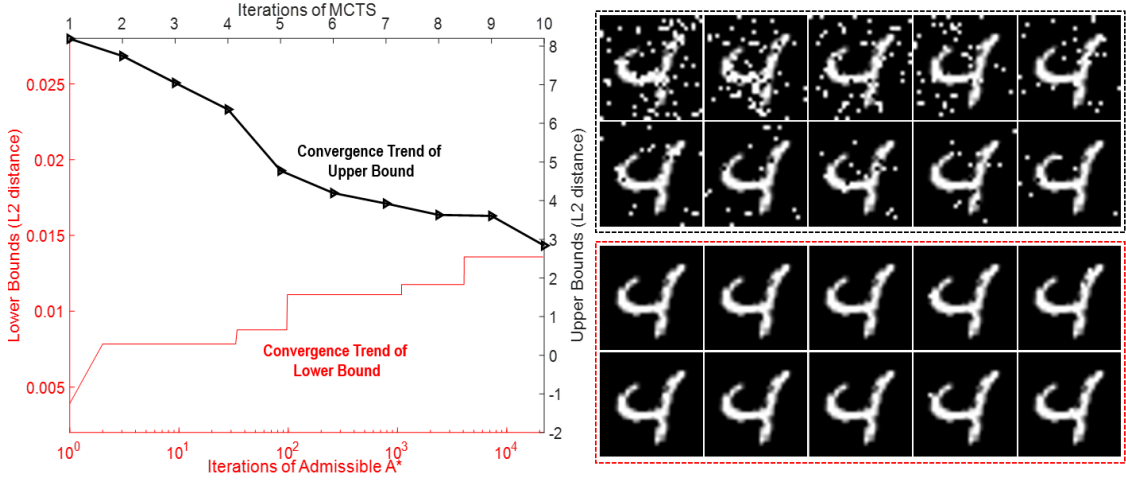 Iterations of MCTS
1 2 3 4 5 6 7 8 9 10
Lower Bounds (L2 distance)
0.025
0.02
0.015
0.01
0.005
Convergence Trend of
Upper Bound
Convergence Trend of
Lower Bound
8
7
6
5
4
3
2
1
0
-1
-2
Upper Bounds (L2 distance)
10^0 10^1 10^2 10^3 10^4
Iterations of Admissible A*